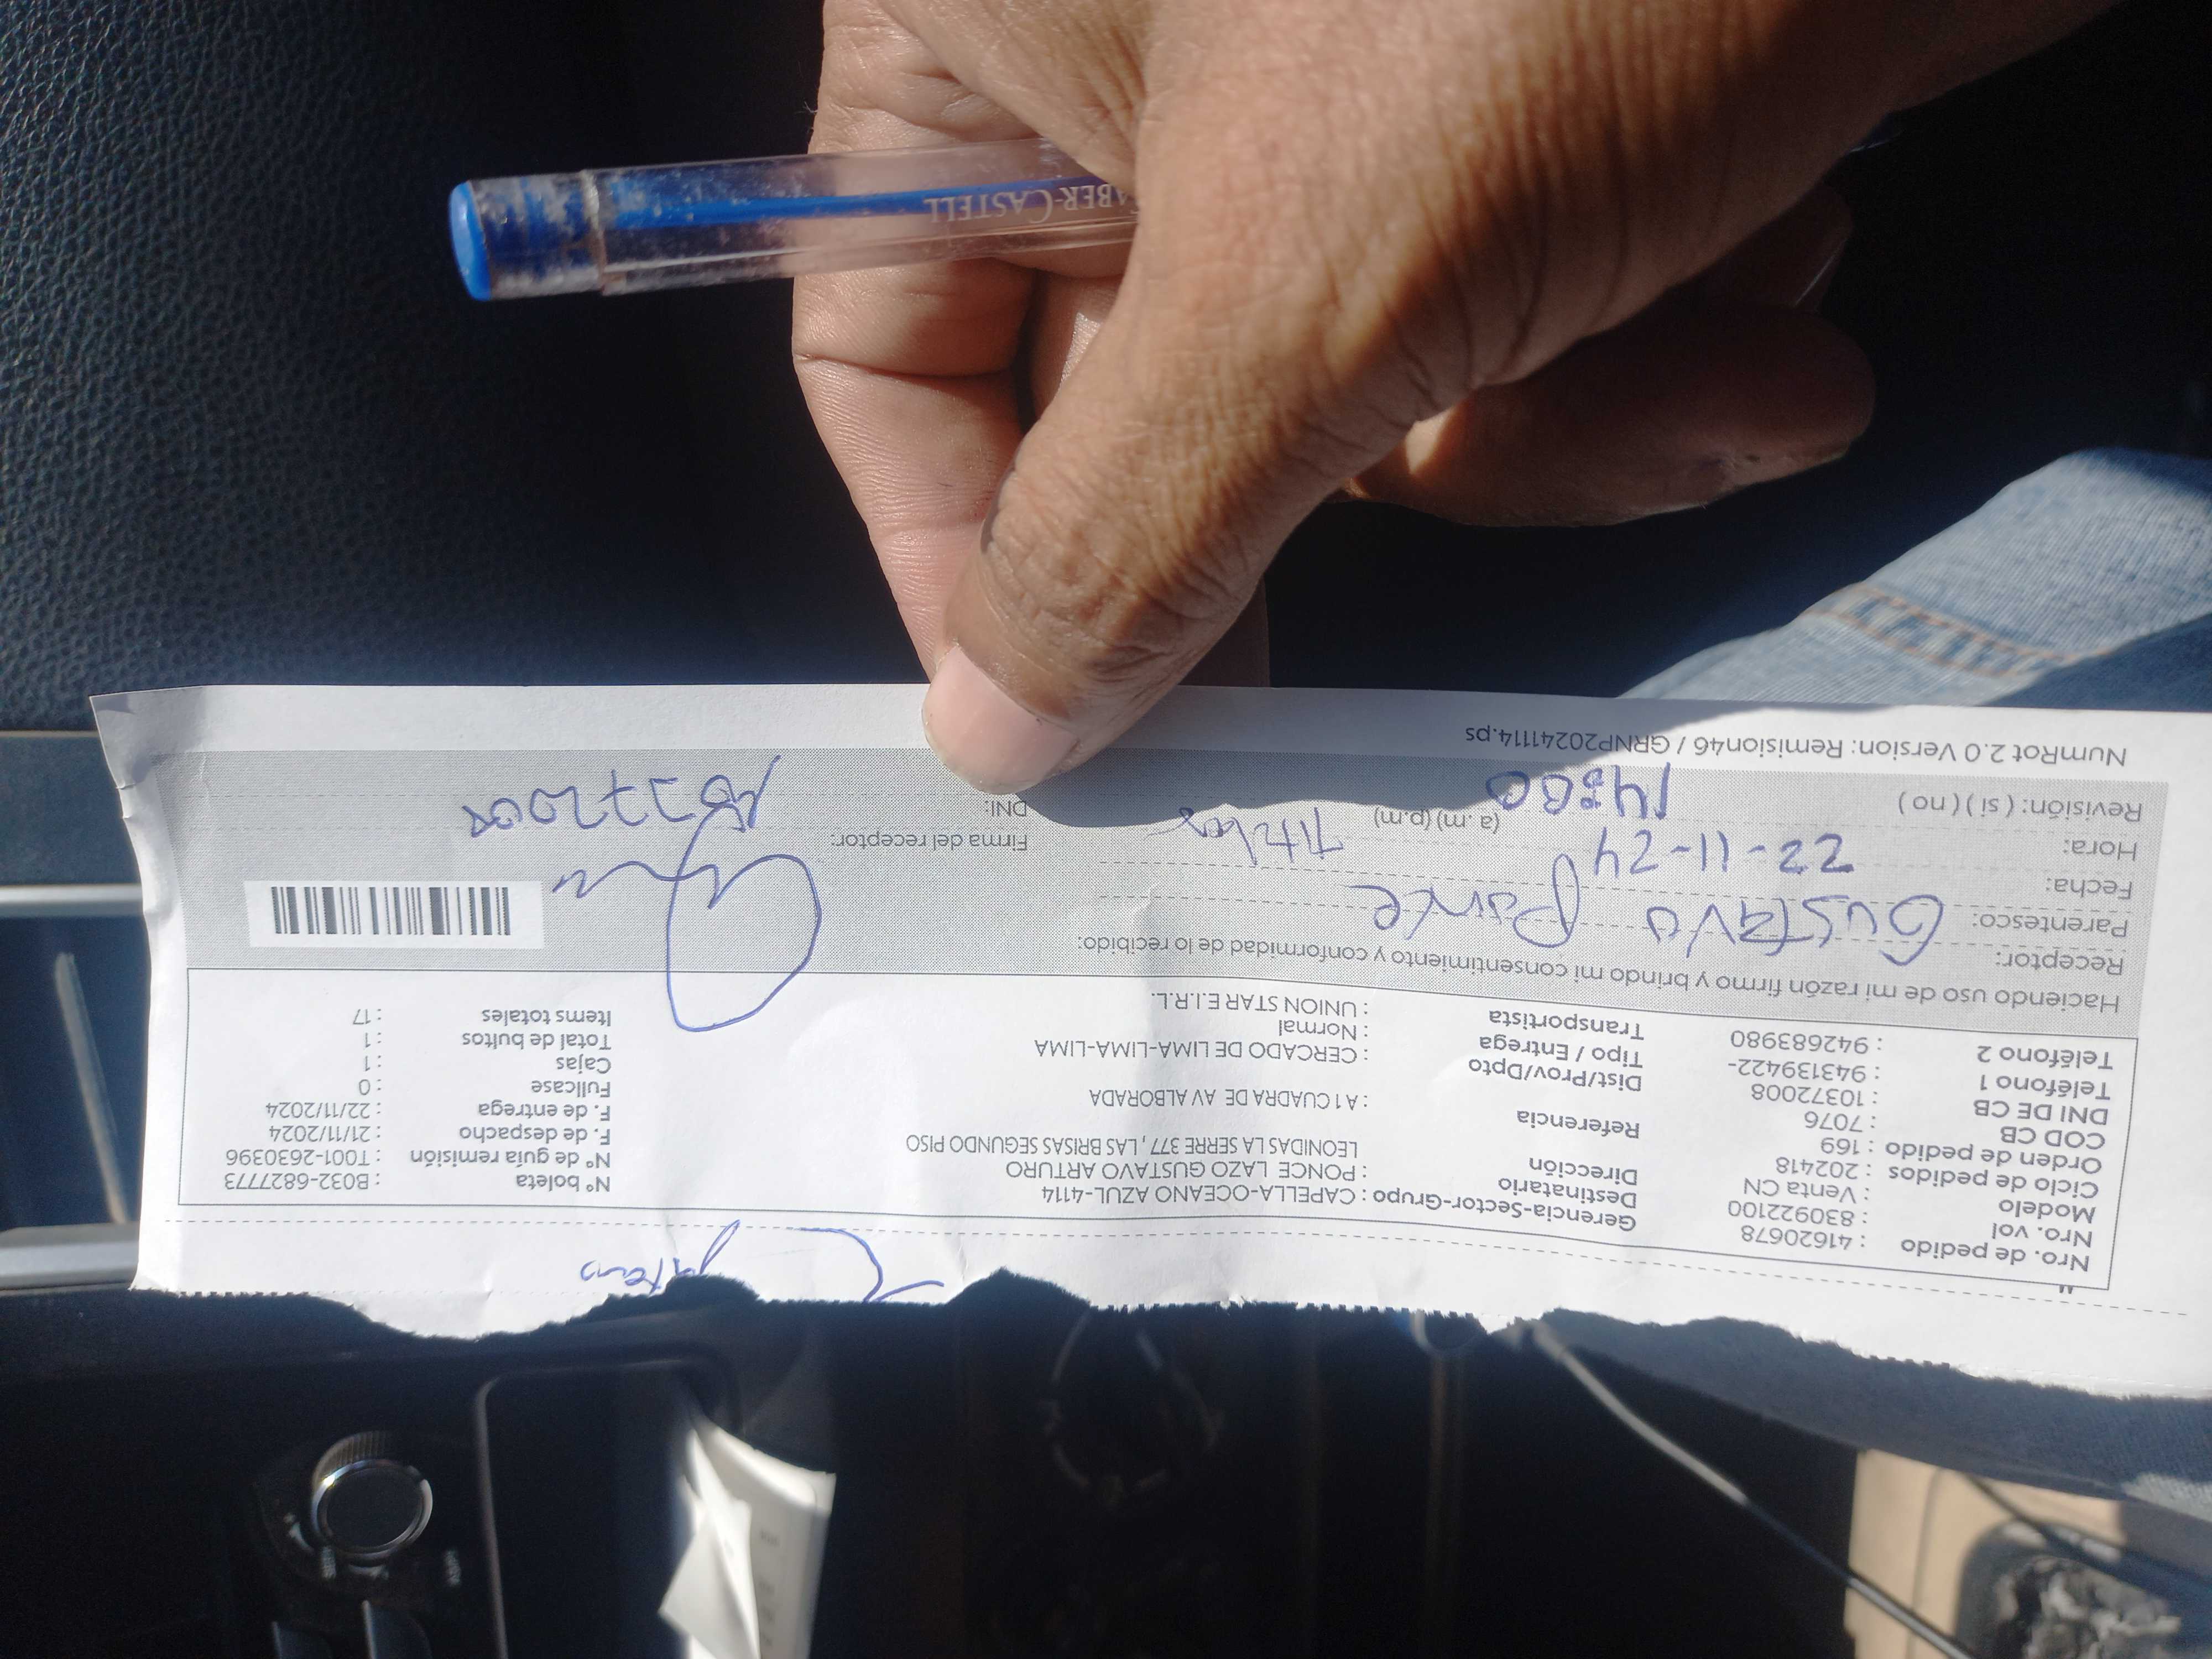 Nro. de pedido : 41620678
Nro. vol : 830922100
Modelo : Venta CN
Ciclo de pedidos : 202418
Orden de pedido : 169
COD CB : 7076
DNI DE CB : 10372008
Teléfono 1 : 943139422-
Teléfono 2 : 942683980
Gerencia-Sector-Grupo : CAPELLA-OCEANO AZUL-4114
Destinatario : PONCE LAZO GUSTAVO ARTURO
Dirección
LEONIDAS LA SERRE 377, LAS BRISAS SEGUNDO PISO
Referencia : A 1 CUADRA DE AV ALBORADA
Dist/Prov/Dpto : CERCADO DE LIMA-LIMA-LIMA
Tipo / Entrega : Normal
Transportista : UNION STAR E.I.R.L.
N° boleta : B032-6827773
N° de guía remisión : T001-2630396
F. de despacho : 21/11/2024
F. de entrega : 22/11/2024
Fullcase : 0
Cajas : 1
Total de bultos : 1
Items totales : 17
Haciendo uso de mi razón firmo y brindo mi consentimiento y conformidad de lo recibido:
Receptor: Gustavo Ponce
Parentesco: Titular
Fecha: 22-11-24
Hora: 14:00 (a.m) (p.m)
Revisión: ( si ) ( no )
Firma del receptor:
DNI: 10372008
NumRot 2.0 Version: Remision46 / GRNP20241114.ps
FABER-CASTELL